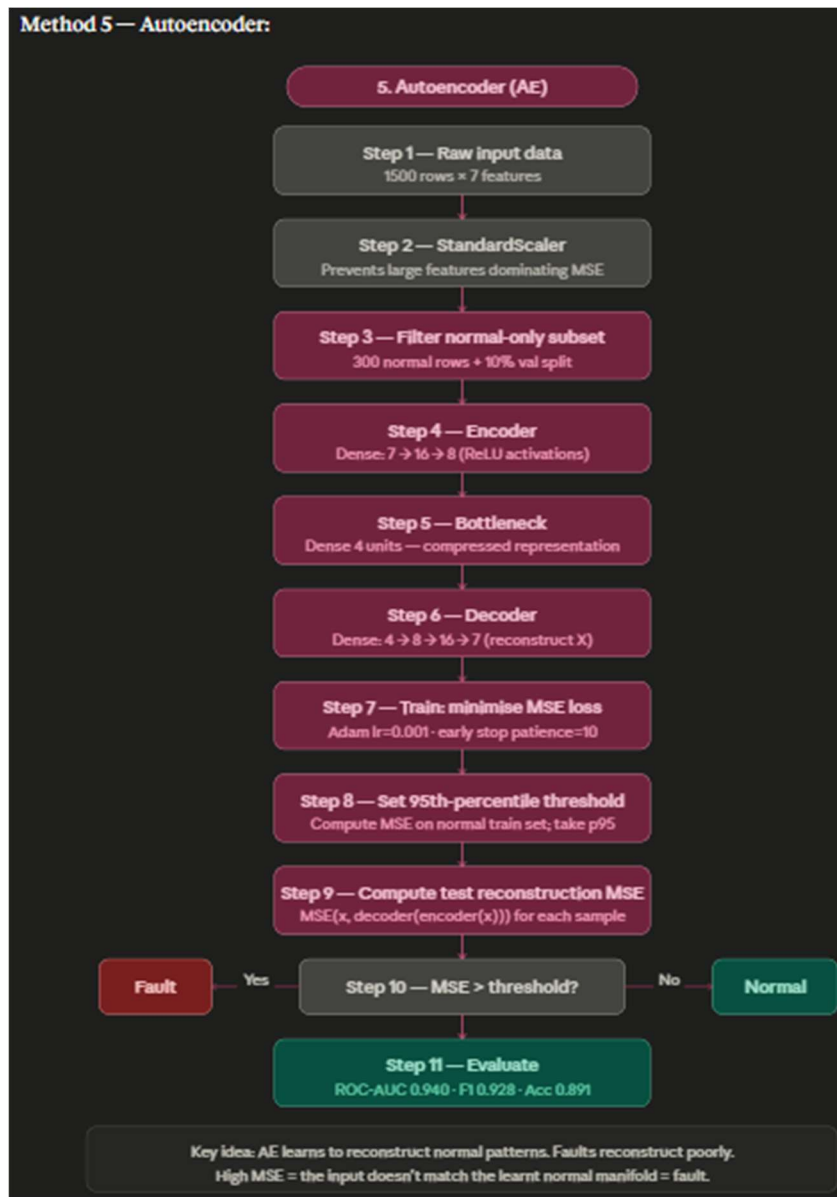 Method 5 — Autoencoder:
5. Autoencoder (AE)
Step 1 — Raw input data
1500 rows × 7 features
Step 2 — StandardScaler
Prevents large features dominating MSE
Step 3 — Filter normal-only subset
300 normal rows + 10% val split
Step 4 — Encoder
Dense: 7 → 16 → 8 (ReLU activations)
Step 5 — Bottleneck
Dense 4 units — compressed representation
Step 6 — Decoder
Dense: 4 → 8 → 16 → 7 (reconstruct X)
Step 7 — Train: minimise MSE loss
Adam lr=0.001 · early stop patience=10
Step 8 — Set 95th-percentile threshold
Compute MSE on normal train set; take p95
Step 9 — Compute test reconstruction MSE
MSE(x, decoder(encoder(x))) for each sample
Fault
Yes
Step 10 — MSE > threshold?
No
Normal
Step 11 — Evaluate
ROC-AUC 0.940 · F1 0.928 · Acc 0.891
Key idea: AE learns to reconstruct normal patterns. Faults reconstruct poorly.
High MSE = the input doesn't match the learnt normal manifold = fault.